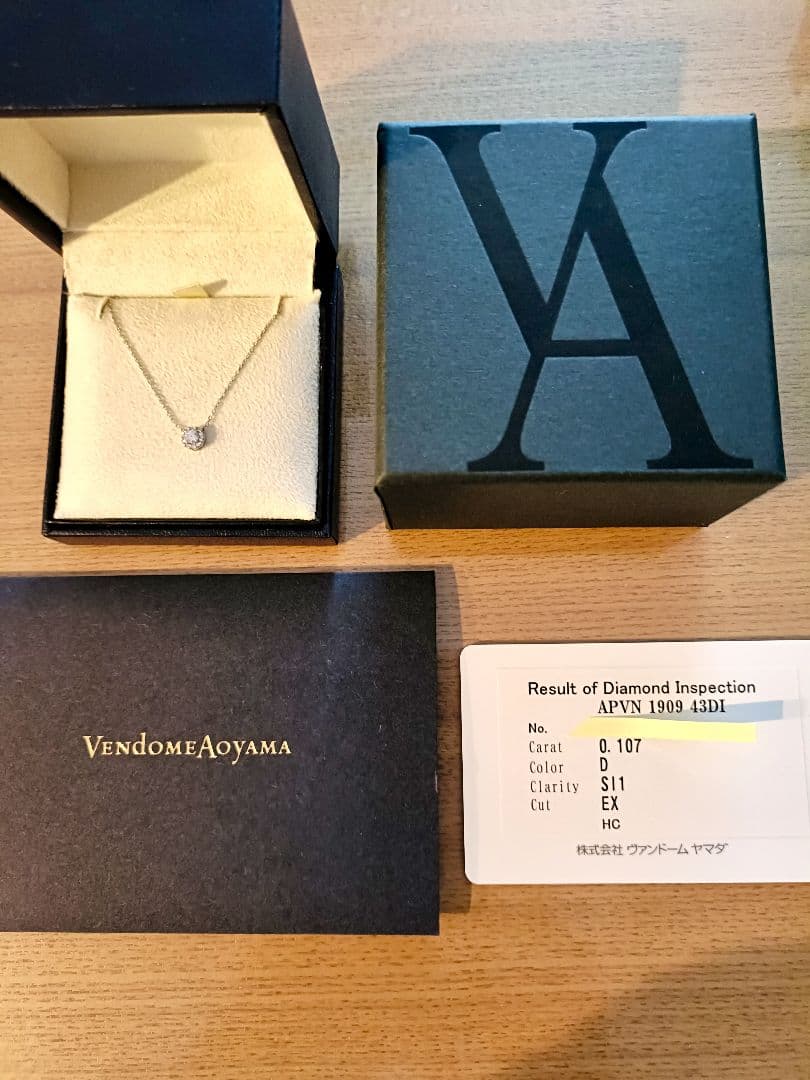 VA
VENDOMEAOYAMA
Result of Diamond Inspection
APVN 1909 43DI
No.
Carat 0.107
Color D
Clarity SI1
Cut EX
HC
株式会社 ヴァンドームヤマダ